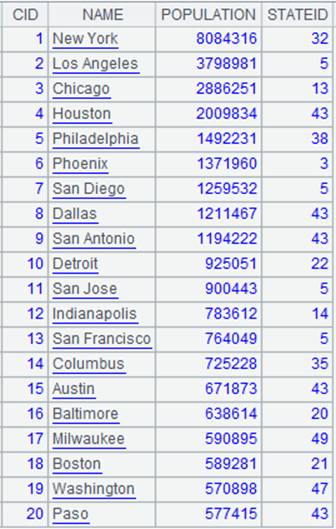 CID NAME POPULATION STATEID
1 New York 8084316 32
2 Los Angeles 3798981 5
3 Chicago 2886251 13
4 Houston 2009834 43
5 Philadelphia 1492231 38
6 Phoenix 1371960 3
7 San Diego 1259532 5
8 Dallas 1211467 43
9 San Antonio 1194222 43
10 Detroit 925051 22
11 San Jose 900443 5
12 Indianapolis 783612 14
13 San Francisco 764049 5
14 Columbus 725228 35
15 Austin 671873 43
16 Baltimore 638614 20
17 Milwaukee 590895 49
18 Boston 589281 21
19 Washington 570898 47
20 Paso 577415 43